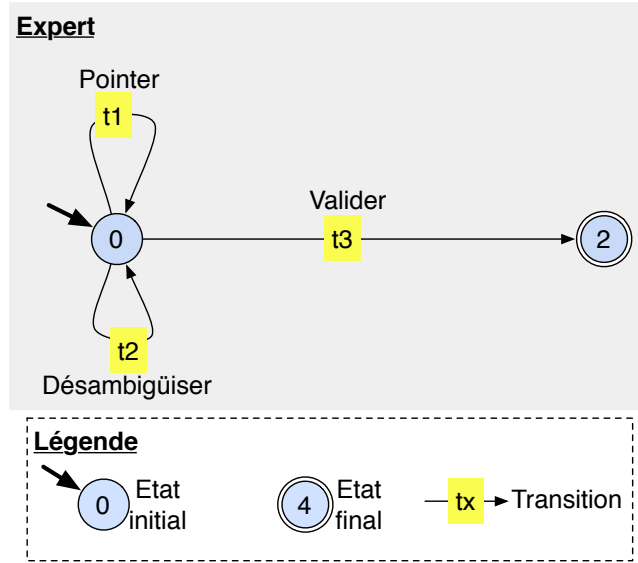 Expert
Pointer
t1
Valider
0
t3
2
t2
Désambigüiser
Légende
0
Etat
initial
4
Etat
final
tx
Transition